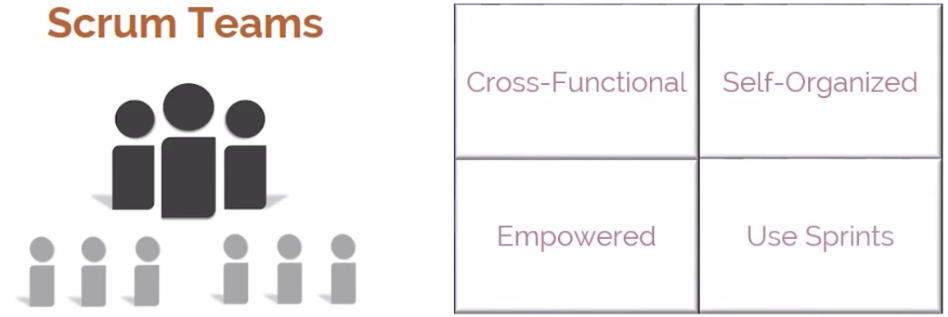 Scrum Teams
Cross-Functional
Self-Organized
Empowered
Use Sprints